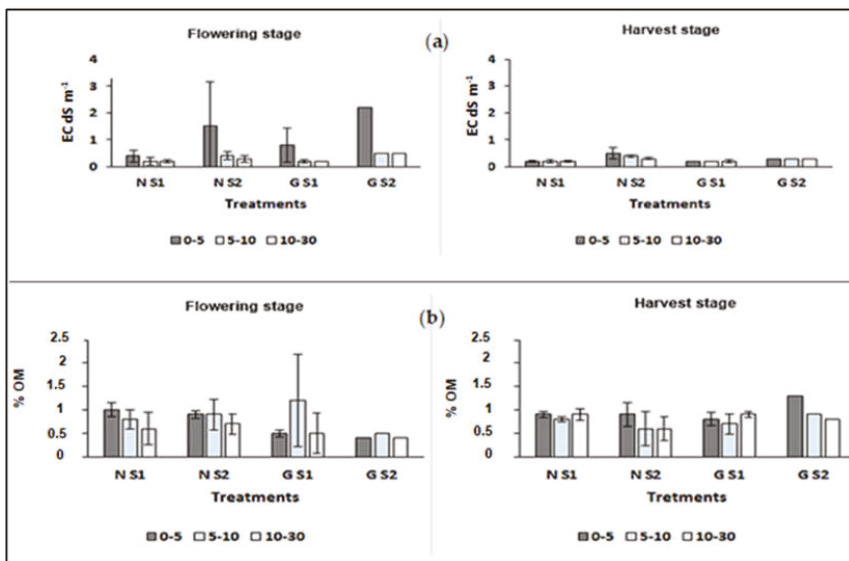 Flowering stage
(a)
Harvest stage
EC dS m⁻¹
4
3
2
1
0
N S1 N S2 G S1 G S2
Treatments
0-5 5-10 10-30
EC dS m⁻¹
4
3
2
1
0
N S1 N S2 G S1 G S2
Treatments
0-5 5-10 10-30
Flowering stage
(b)
Harvest stage
% OM
2.5
2
1.5
1
0.5
0
N S1 N S2 G S1 G S2
Treatments
0-5 5-10 10-30
% OM
2.5
2
1.5
1
0.5
0
N S1 N S2 G S1 G S2
Tretments
0-5 5-10 10-30